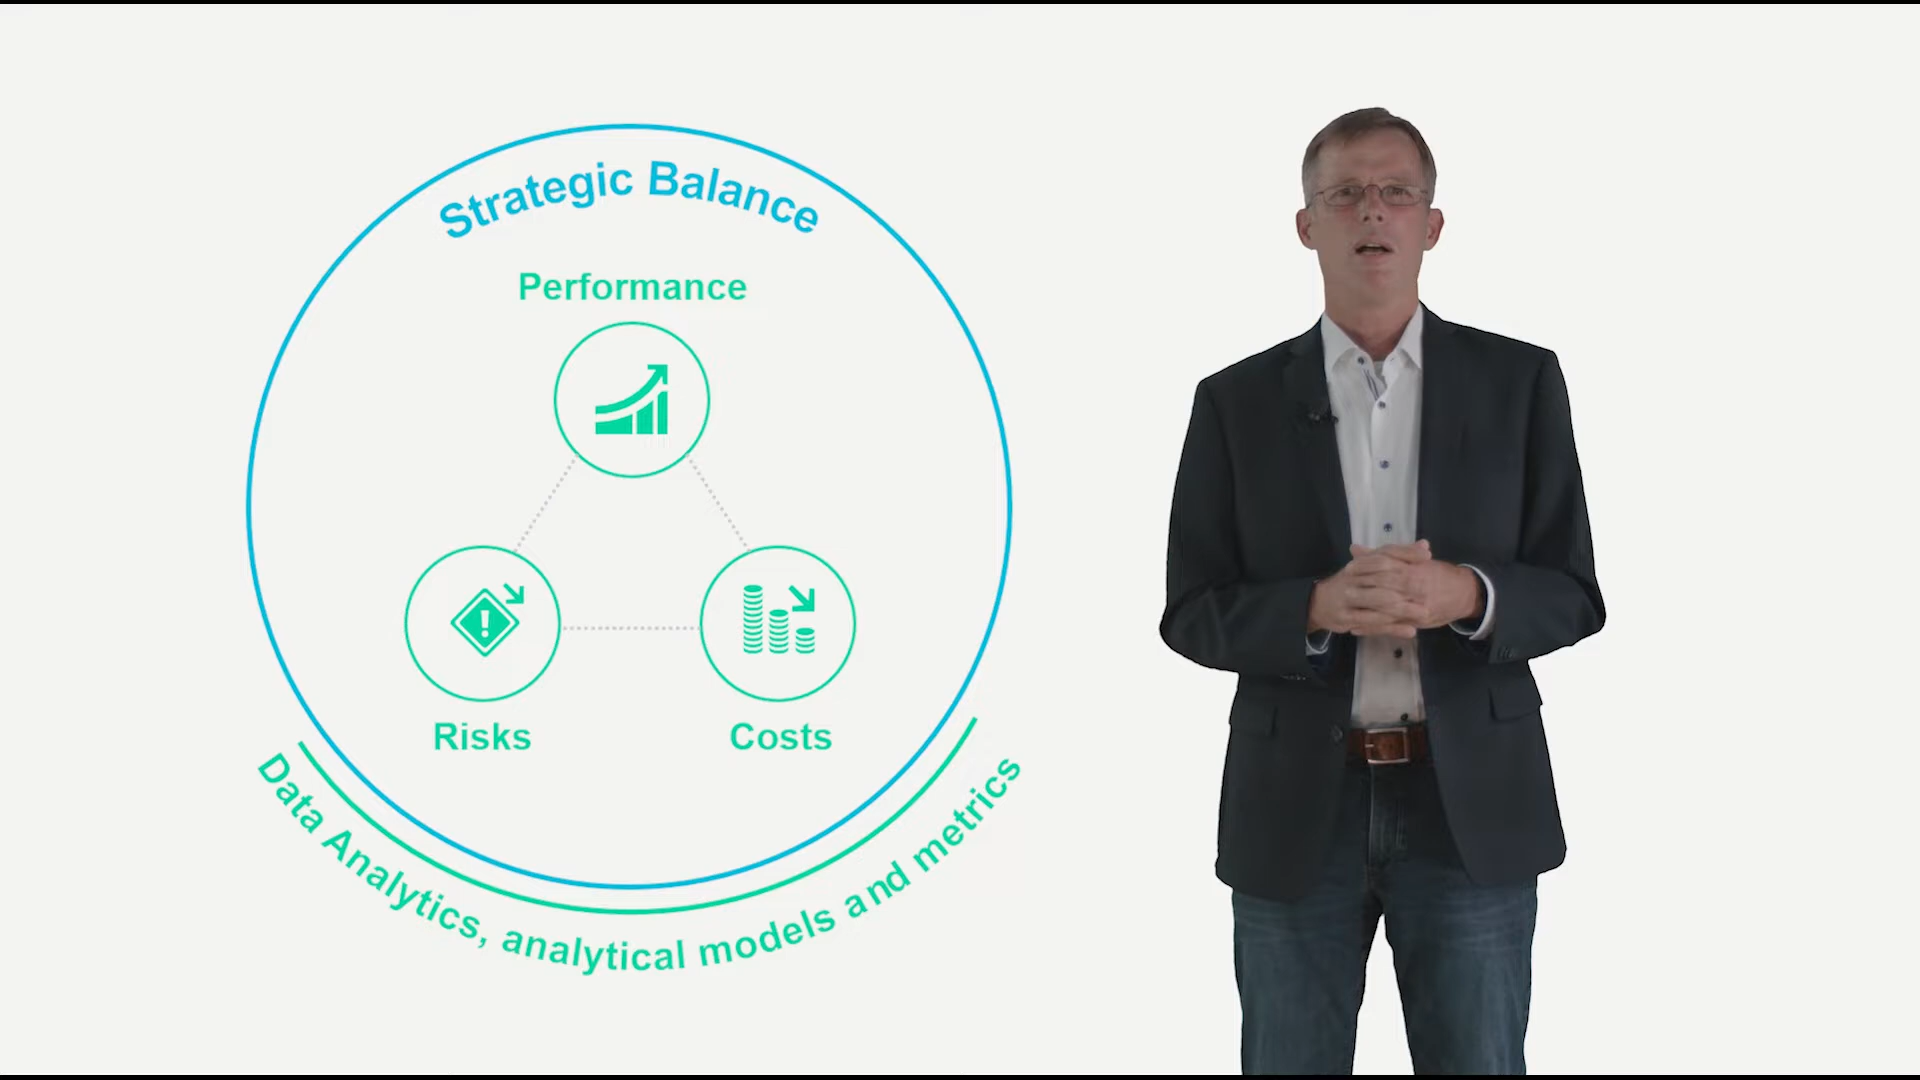 Strategic Balance
Performance
Risks
Costs
Data Analytics, analytical models and metrics